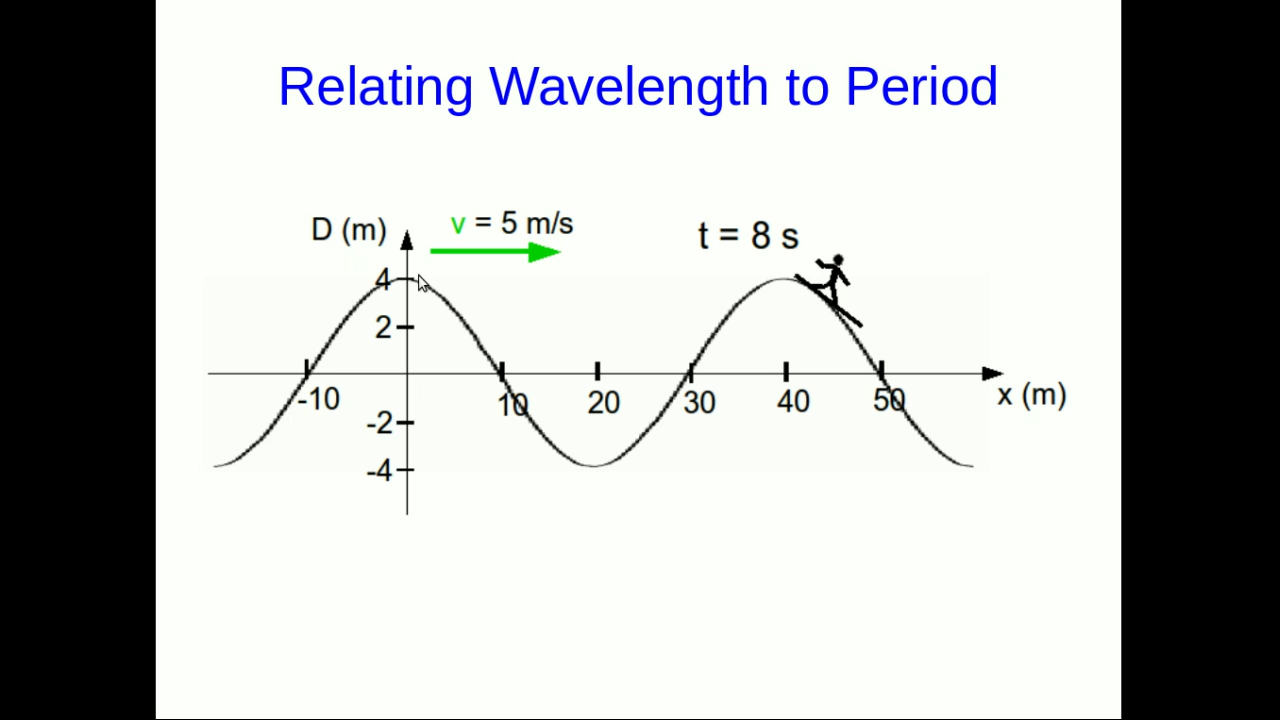 Relating Wavelength to Period
D (m)
v = 5 m/s
t = 8 s
4
2
-10
10
20
30
40
50
x (m)
-2
-4